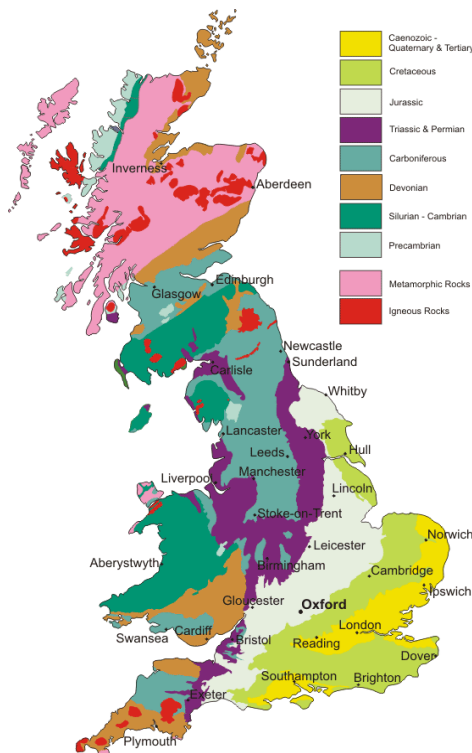 Caenozoic -
Quaternary & Tertiary
Cretaceous
Jurassic
Triassic & Permian
Carboniferous
Devonian
Silurian - Cambrian
Precambrian
Metamorphic Rocks
Igneous Rocks
Inverness
Aberdeen
Edinburgh
Glasgow
Newcastle
Sunderland
Carlisle
Whitby
Lancaster
York
Leeds
Hull
Liverpool
Manchester
Lincoln
Stoke-on-Trent
Norwich
Leicester
Aberystwyth
Birmingham
Cambridge
Ipswich
Gloucester
Oxford
London
Swansea
Cardiff
Bristol
Reading
Dover
Southampton
Brighton
Exeter
Plymouth